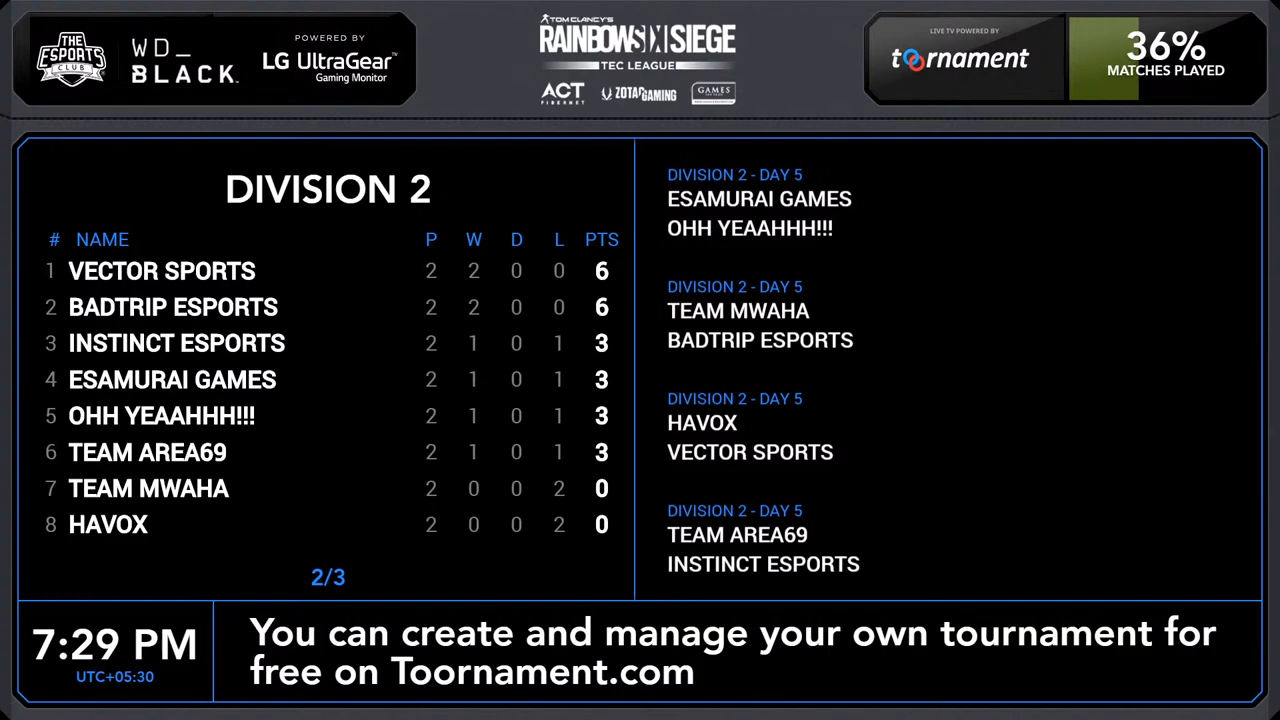 THE
ESPORTS
CLUB
WD_
BLACK.
POWERED BY
LG UltraGear™
Gaming Monitor
TOM CLANCY'S
RAINBOW SIX SIEGE
TEC LEAGUE
ACT
FIBERNET
ZOTAC GAMING
GAMES
LIVE TV POWERED BY
toornament
36%
MATCHES PLAYED
DIVISION 2
# NAME P W D L PTS
1 VECTOR SPORTS 2 2 0 0 6
2 BADTRIP ESPORTS 2 2 0 0 6
3 INSTINCT ESPORTS 2 1 0 1 3
4 ESAMURAI GAMES 2 1 0 1 3
5 OHH YEAAHHH!!! 2 1 0 1 3
6 TEAM AREA69 2 1 0 1 3
7 TEAM MWAHA 2 0 0 2 0
8 HAVOX 2 0 0 2 0
2/3
DIVISION 2 - DAY 5
ESAMURAI GAMES
OHH YEAAHHH!!!
DIVISION 2 - DAY 5
TEAM MWAHA
BADTRIP ESPORTS
DIVISION 2 - DAY 5
HAVOX
VECTOR SPORTS
DIVISION 2 - DAY 5
TEAM AREA69
INSTINCT ESPORTS
7:29 PM
UTC+05:30
You can create and manage your own tournament for
free on Toornament.com